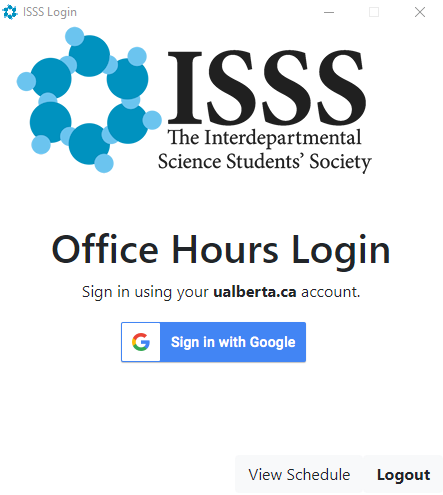 ISSS Login
ISSS
The Interdepartmental
Science Students' Society
Office Hours Login
Sign in using your ualberta.ca account.
Sign in with Google
View Schedule Logout